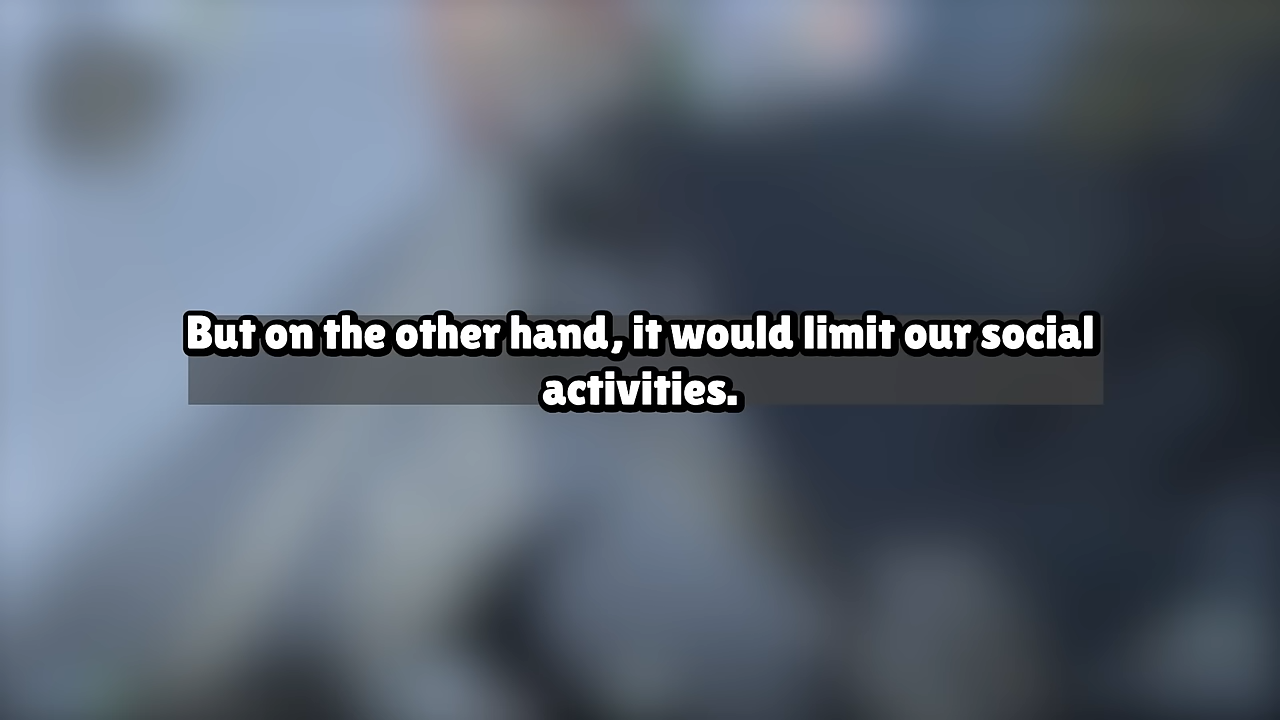 But on the other hand, it would limit our social
activities.